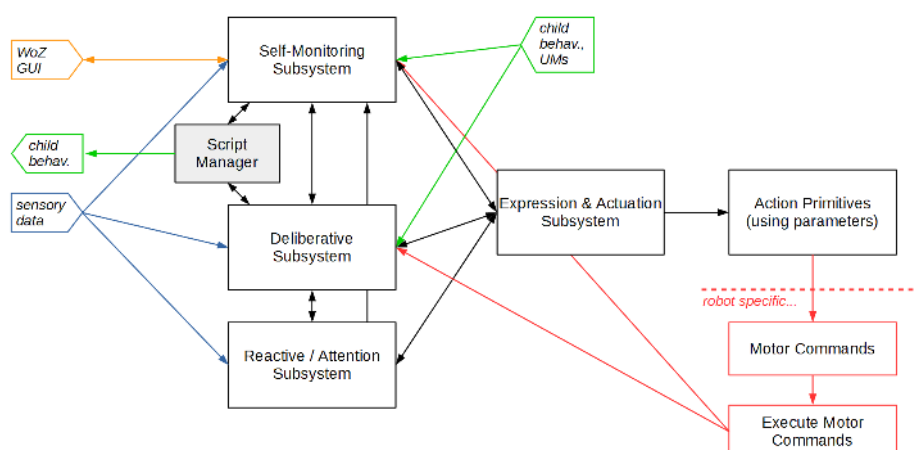 WoZ
GUI
Self-Monitoring
Subsystem
child
behav.,
UMs
child
behav.
Script
Manager
sensory
data
Deliberative
Subsystem
Expression & Actuation
Subsystem
Action Primitives
(using parameters)
robot specific...
Reactive / Attention
Subsystem
Motor Commands
Execute Motor
Commands